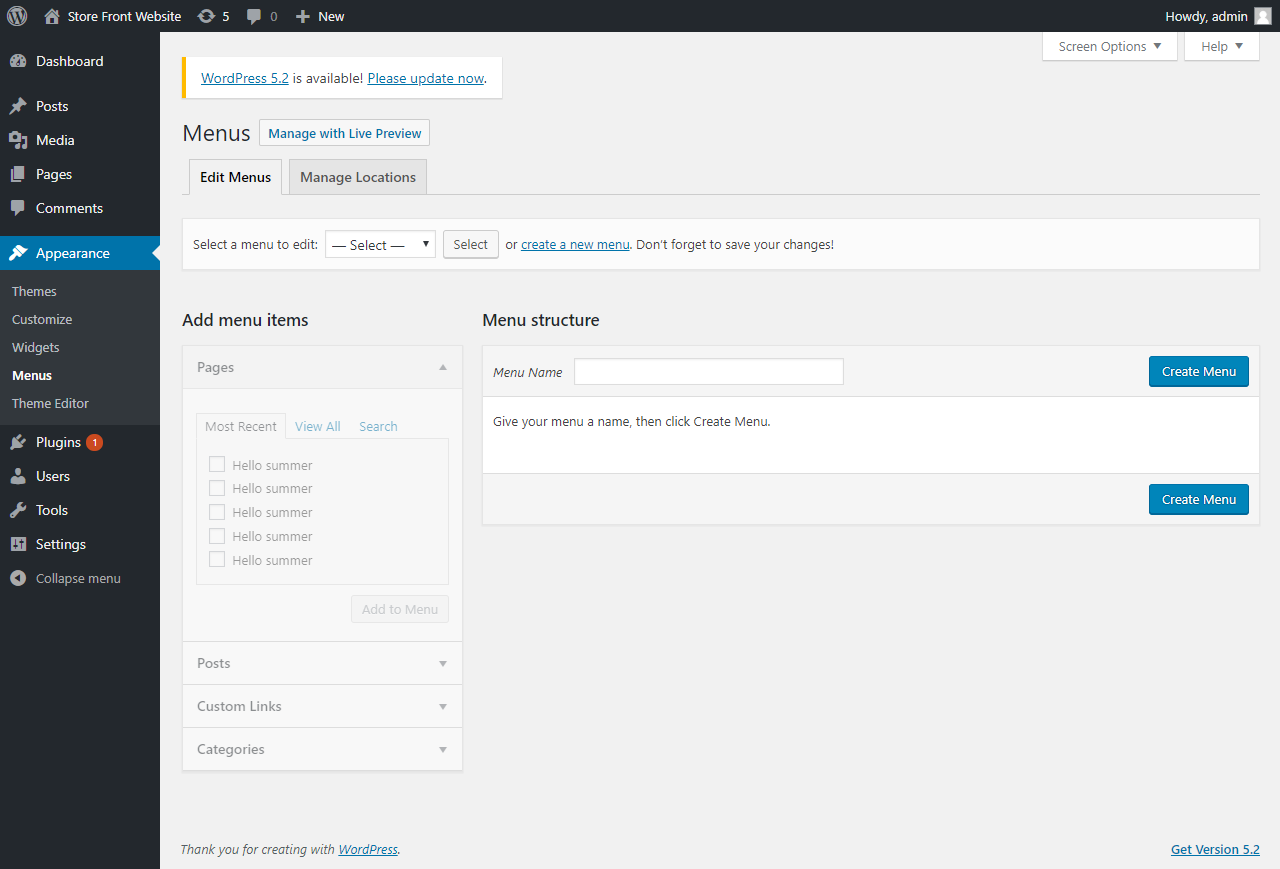 Store Front Website 5 0 New Howdy, admin
Screen Options Help
Dashboard
Posts
Media
Pages
Comments
Appearance
Themes
Customize
Widgets
Menus
Theme Editor
Plugins 1
Users
Tools
Settings
Collapse menu
WordPress 5.2 is available! Please update now.
Menus Manage with Live Preview
Edit Menus Manage Locations
Select a menu to edit: — Select — Select or create a new menu. Don't forget to save your changes!
Add menu items
Pages
Most Recent View All Search
Hello summer
Hello summer
Hello summer
Hello summer
Hello summer
Add to Menu
Posts
Custom Links
Categories
Menu structure
Menu Name Create Menu
Give your menu a name, then click Create Menu.
Create Menu
Thank you for creating with WordPress. Get Version 5.2